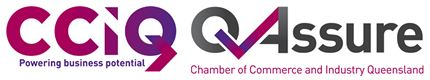 CCIQ
Powering business potential
QAssure
Chamber of Commerce and Industry Queensland